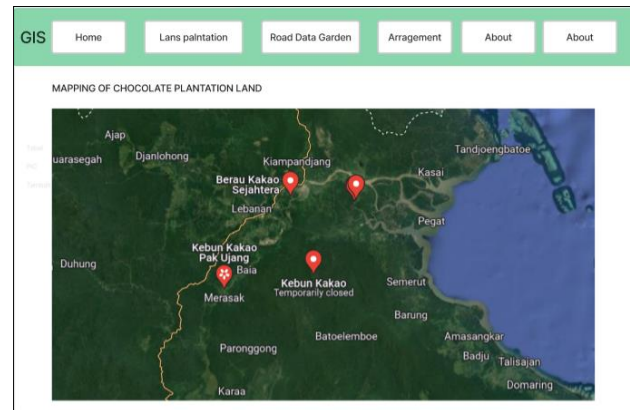 GIS
Home
Lans palntation
Road Data Garden
Arragement
About
About
MAPPING OF CHOCOLATE PLANTATION LAND
Ajap
uarasegah
Djanlohong
Kiampandjang
Tandjoengbatoe
Kasai
Berau Kakao
Sejahtera
Lebanan
Pegat
Kebun Kakao
Pak Ujang
Duhung
Baia
Merasak
Kebun Kakao
Temporarily closed
Semerut
Barung
Batoelemboe
Amasangkar
Paronggong
Badju
Talisajan
Domaring
Karaa